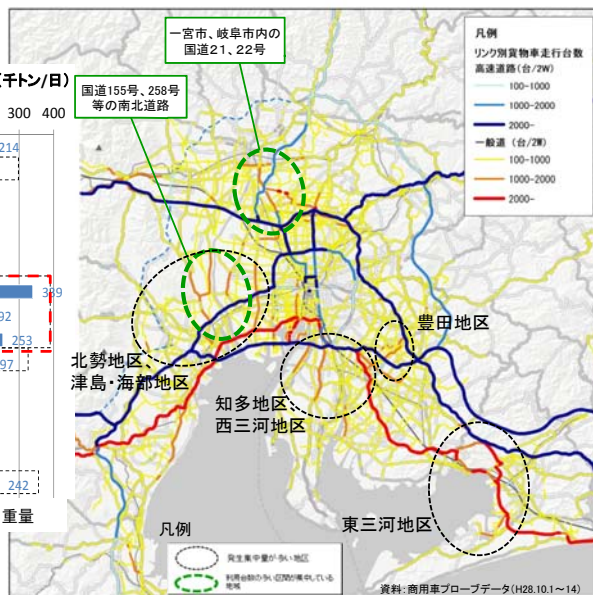 一宮市、岐阜市内の
国道21、22号
国道155号、258号
等の南北道路
(千トン/日)
300 400
214
339
92
253
97
242
重量
凡例
リンク別貨物車走行台数
高速道路(台/2W)
100-1000
100-2000
2000-
一般道 (台/2W)
100-1000
1000-2000
2000-
豊田地区
北勢地区、
津島・海部地区
知多地区、
西三河地区
東三河地区
凡例
発生集中量が多い地区
利用台数の多い区間が集中している
地域
資料:商用車プローブデータ(H28.10.1~14)